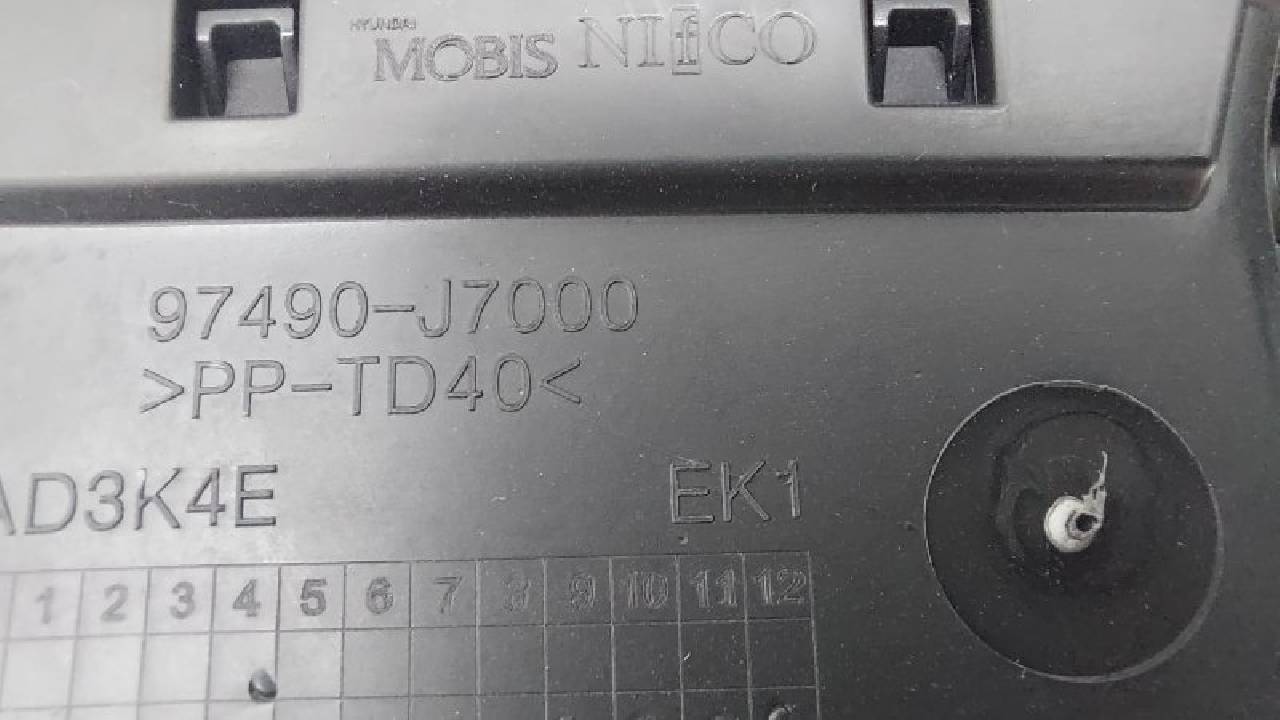 HYUNDAI
MOBIS NIfCO
97490-J7000
>PP-TD40<
AD3K4E EK1
1 2 3 4 5 6 7 8 9 10 11 12